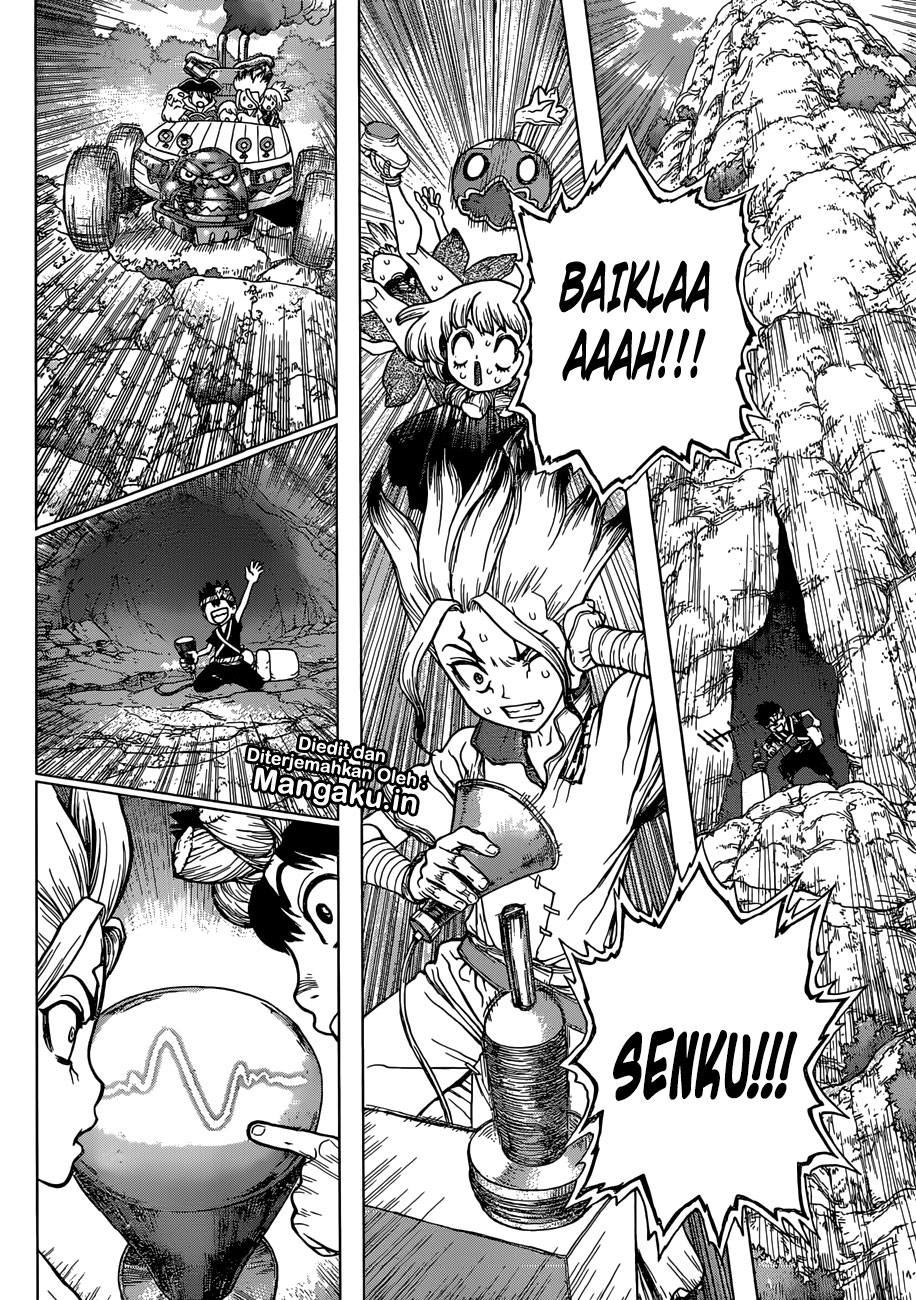 BAIKLAA
AAAH!!!
SENKU!!!
Diedit dan
Diterjemahkan Oleh :
Mangaku.in